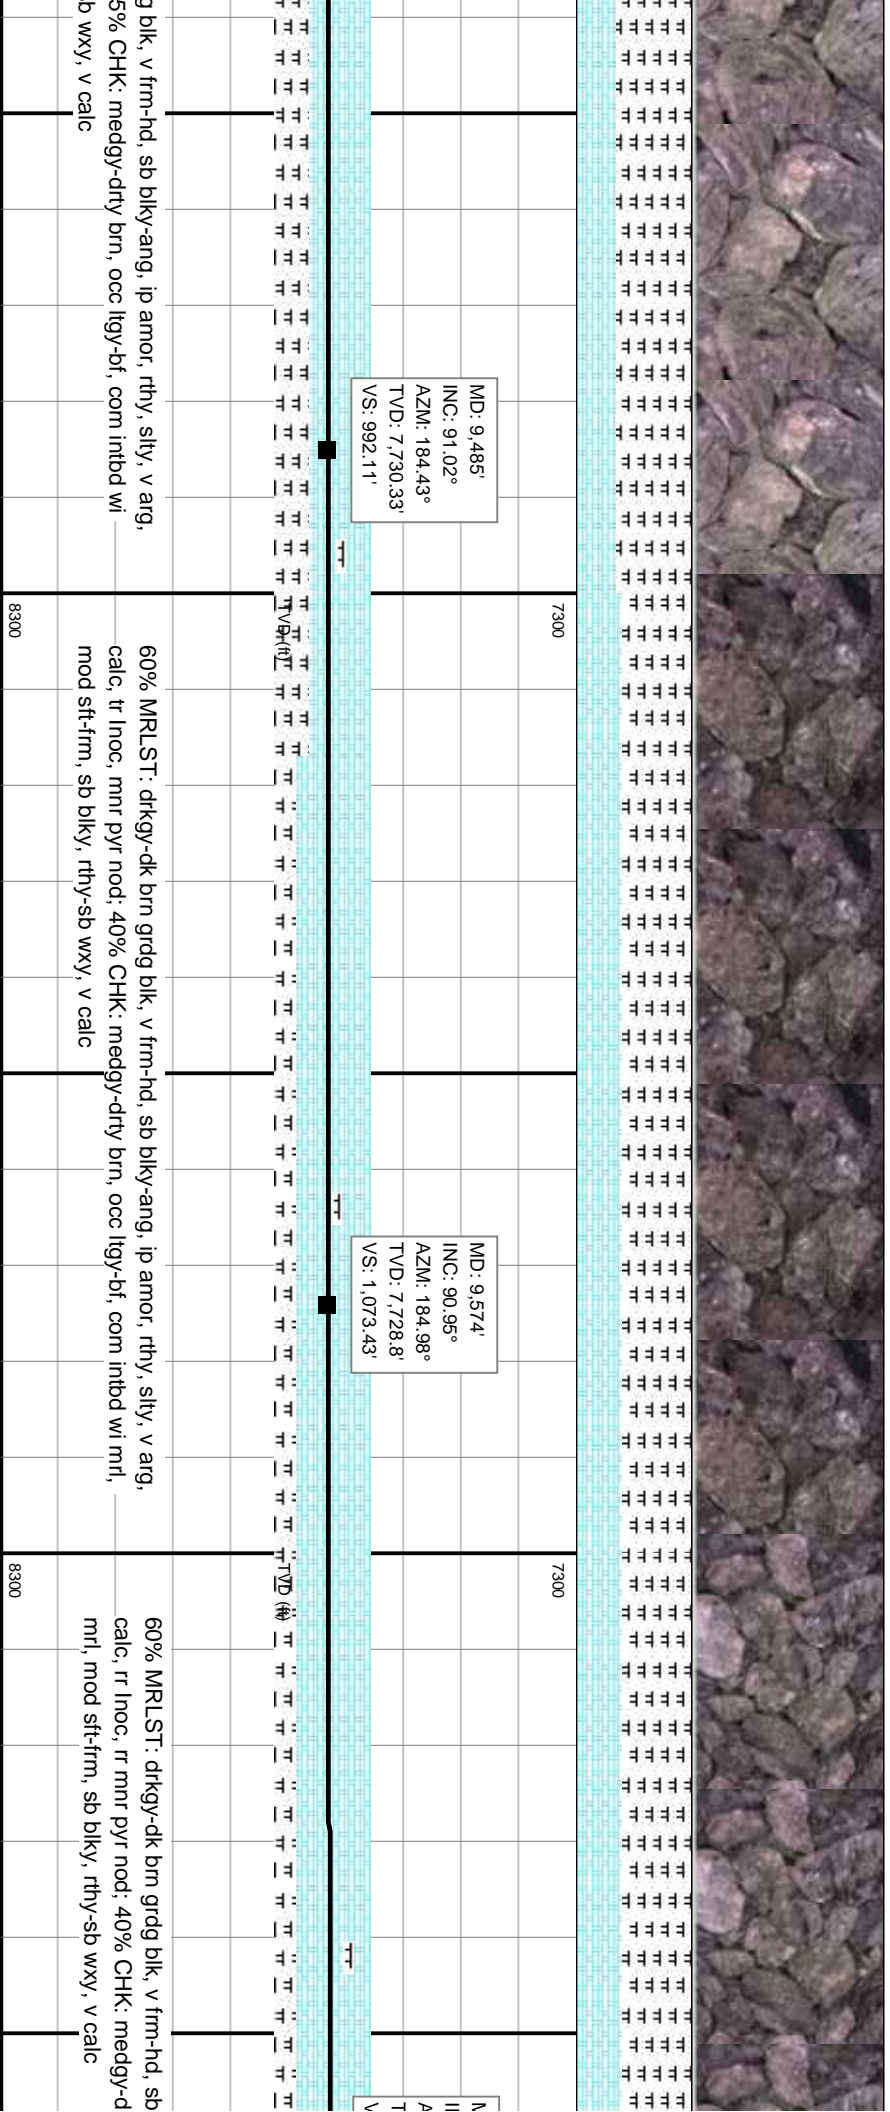 g blk, v frm-hd, sb blky-ang, ip amor, rthy, slty, v arg,
5% CHK: medgy-drty brn, occ ltgy-bf, com intbd wi
b wxy, v calc
MD: 9,485'
INC: 91.02°
AZM: 184.43°
TVD: 7,730.33'
VS: 992.11'
7300
TVD (ft)
8300
60% MRLST: drkgy-dk brn grdg blk, v frm-hd, sb blky-ang, ip amor, rthy, slty, v arg,
calc, tr Inoc, mnr pyr nod; 40% CHK: medgy-drty brn, occ ltgy-bf, com intbd wi mrl,
mod sft-frm, sb blky, rthy-sb wxy, v calc
MD: 9,574'
INC: 90.95°
AZM: 184.98°
TVD: 7,728.8'
VS: 1,073.43'
7300
TVD (ft)
8300
60% MRLST: drkgy-dk brn grdg blk, v frm-hd, sb
calc, rr Inoc, rr mnr pyr nod; 40% CHK: medgy-d
mrl, mod sft-frm, sb blky, rthy-sb wxy, v calc